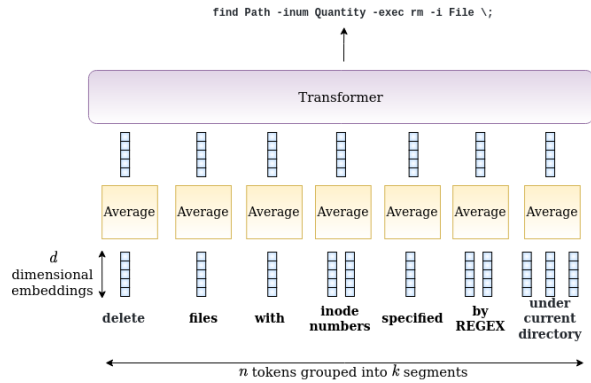 find Path -inum Quantity -exec rm -i File \;
Transformer
Average Average Average Average Average Average Average
d
dimensional
embeddings
delete files with inode numbers specified by REGEX under current directory
n tokens grouped into k segments